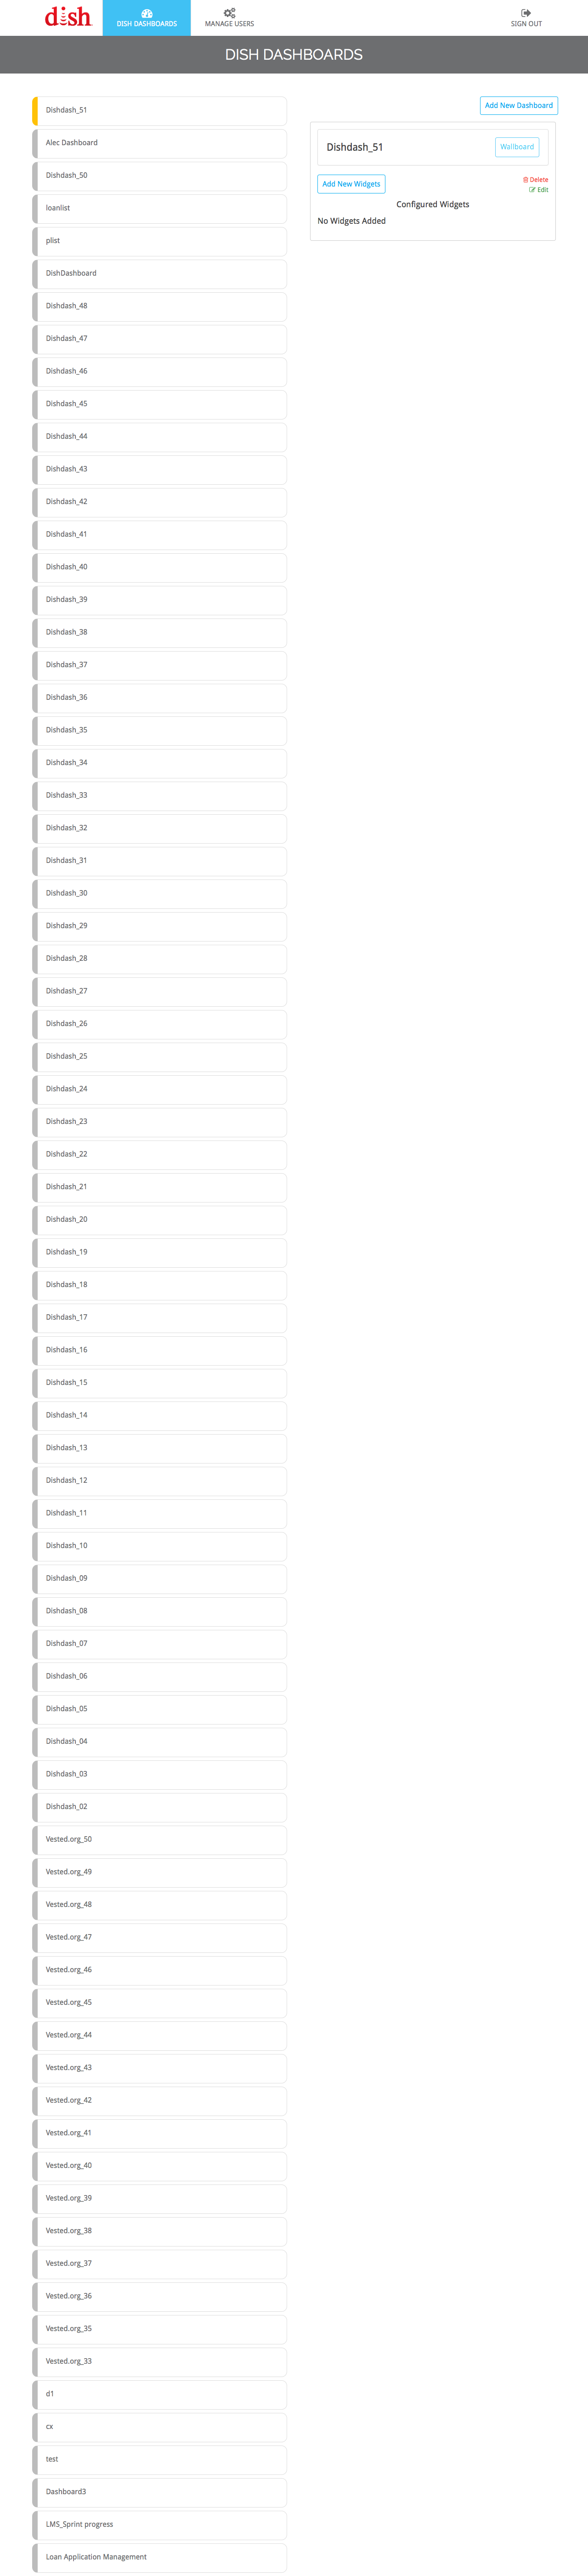 dish
DISH DASHBOARDS
MANAGE USERS
SIGN OUT
DISH DASHBOARDS
Dishdash_51
Alec Dashboard
Dishdash_50
loanlist
plist
DishDashboard
Dishdash_48
Dishdash_47
Dishdash_46
Dishdash_45
Dishdash_44
Dishdash_43
Dishdash_42
Dishdash_41
Dishdash_40
Dishdash_39
Dishdash_38
Dishdash_37
Dishdash_36
Dishdash_35
Dishdash_34
Dishdash_33
Dishdash_32
Dishdash_31
Dishdash_30
Dishdash_29
Dishdash_28
Dishdash_27
Dishdash_26
Dishdash_25
Dishdash_24
Dishdash_23
Dishdash_22
Dishdash_21
Dishdash_20
Dishdash_19
Dishdash_18
Dishdash_17
Dishdash_16
Dishdash_15
Dishdash_14
Dishdash_13
Dishdash_12
Dishdash_11
Dishdash_10
Dishdash_09
Dishdash_08
Dishdash_07
Dishdash_06
Dishdash_05
Dishdash_04
Dishdash_03
Dishdash_02
Vested.org_50
Vested.org_49
Vested.org_48
Vested.org_47
Vested.org_46
Vested.org_45
Vested.org_44
Vested.org_43
Vested.org_42
Vested.org_41
Vested.org_40
Vested.org_39
Vested.org_38
Vested.org_37
Vested.org_36
Vested.org_35
Vested.org_33
d1
cx
test
Dashboard3
LMS_Sprint progress
Loan Application Management
Add New Dashboard
Dishdash_51
Wallboard
Add New Widgets
Delete
Edit
Configured Widgets
No Widgets Added